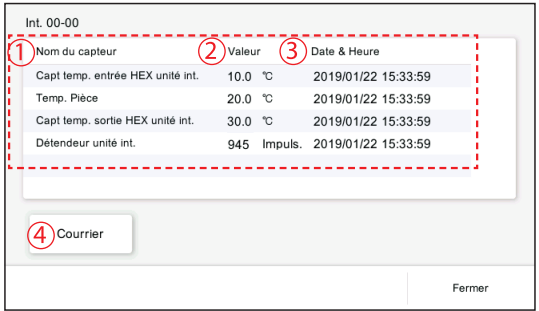 Int. 00-00
① Nom du capteur ② Valeur ③ Date & Heure
Capt temp. entrée HEX unité int. 10.0 ℃ 2019/01/22 15:33:59
Temp. Pièce 20.0 ℃ 2019/01/22 15:33:59
Capt temp. sortie HEX unité int. 30.0 ℃ 2019/01/22 15:33:59
Détendeur unité int. 945 Impuls. 2019/01/22 15:33:59
④ Courrier
Fermer